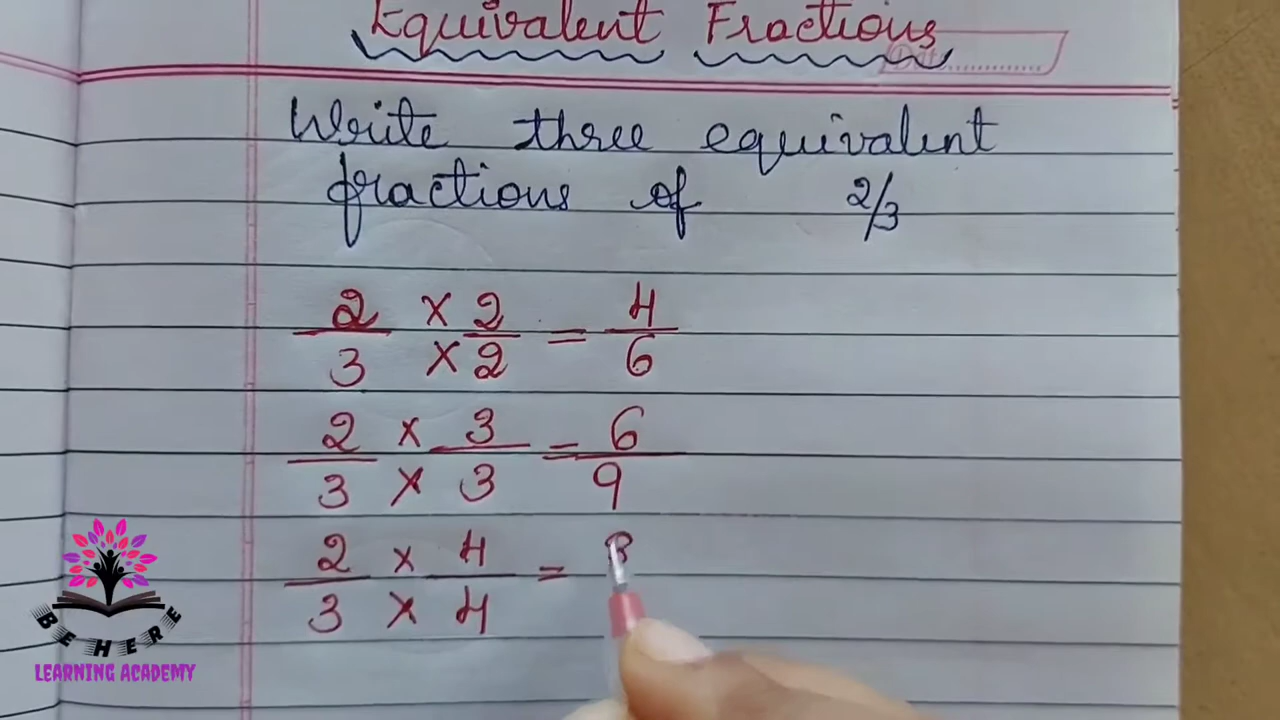 Equivalent Fractions
Write three equivalent
fractions of 2/3
2/3 × 2/2 = 4/6
2/3 × 3/3 = 6/9
2/3 × 4/4 = 8
BEHERE
LEARNING ACADEMY